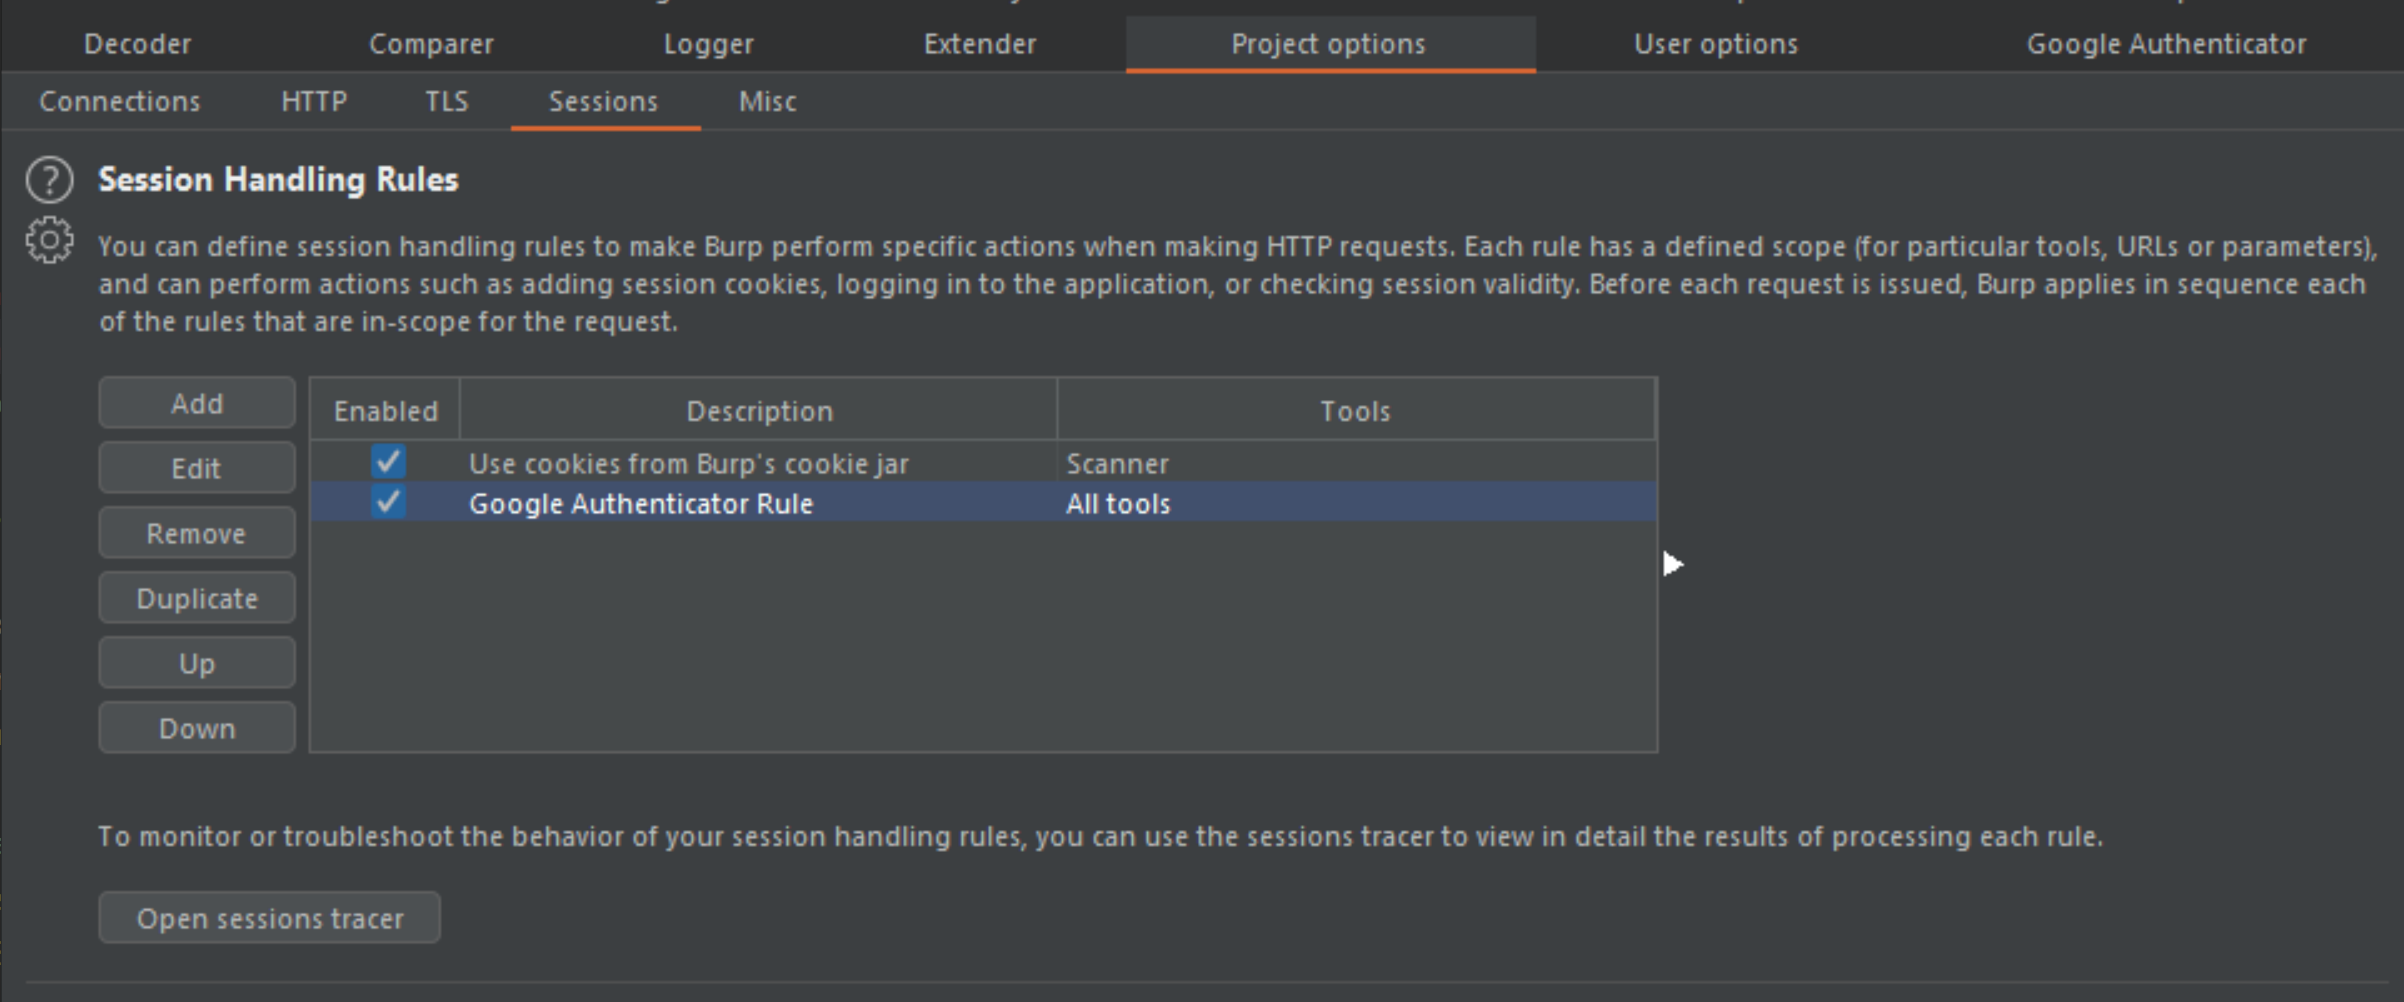 Decoder Comparer Logger Extender Project options User options Google Authenticator
Connections HTTP TLS Sessions Misc
Session Handling Rules
You can define session handling rules to make Burp perform specific actions when making HTTP requests. Each rule has a defined scope (for particular tools, URLs or parameters),
and can perform actions such as adding session cookies, logging in to the application, or checking session validity. Before each request is issued, Burp applies in sequence each
of the rules that are in-scope for the request.
Add
Edit
Remove
Duplicate
Up
Down
Enabled Description Tools
Use cookies from Burp's cookie jar Scanner
Google Authenticator Rule All tools
To monitor or troubleshoot the behavior of your session handling rules, you can use the sessions tracer to view in detail the results of processing each rule.
Open sessions tracer